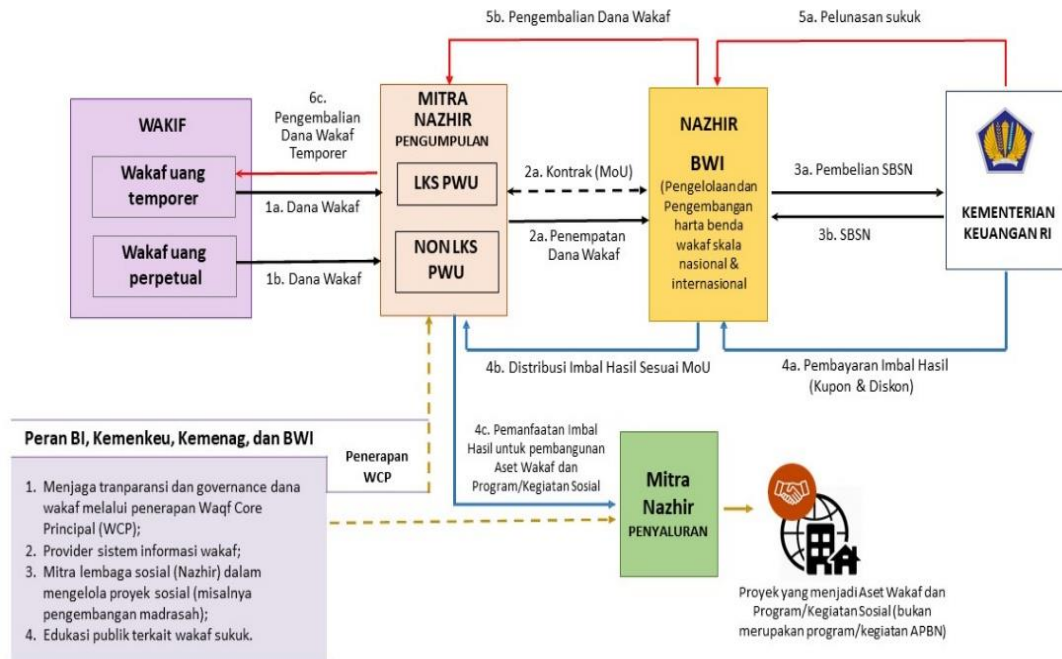 5b. Pengembalian Dana Wakaf
5a. Pelunasan sukuk
WAKIF
Wakaf uang
temporer
Wakaf uang
perpetual
6c.
Pengembalian
Dana Wakaf
Temporer
1a. Dana Wakaf
1b. Dana Wakaf
MITRA
NAZHIR
PENGUMPULAN
LKS PWU
NON LKS
PWU
2a. Kontrak (MoU)
2a. Penempatan
Dana Wakaf
NAZHIR
BWI
(Pengelolaan dan
Pengembangan
harta benda
wakaf skala
nasional &
internasional
3a. Pembelian SBSN
3b. SBSN
KEMENTERIAN
KEUANGAN RI
4b. Distribusi Imbal Hasil Sesuai MoU
4a. Pembayaran Imbal Hasil
(Kupon & Diskon)
Peran BI, Kemenkeu, Kemenag, dan BWI
Penerapan
WCP
1. Menjaga tranparansi dan governance dana
wakaf melalui penerapan Waqf Core
Principal (WCP);
2. Provider sistem informasi wakaf;
3. Mitra lembaga sosial (Nazhir) dalam
mengelola proyek sosial (misalnya
pengembangan madrasah);
4. Edukasi publik terkait wakaf sukuk.
4c. Pemanfaatan Imbal
Hasil untuk pembangunan
Aset Wakaf dan
Program/Kegiatan Sosial
Mitra
Nazhir
PENYALURAN
Proyek yang menjadi Aset Wakaf dan
Program/Kegiatan Sosial (bukan
merupakan program/kegiatan APBN)